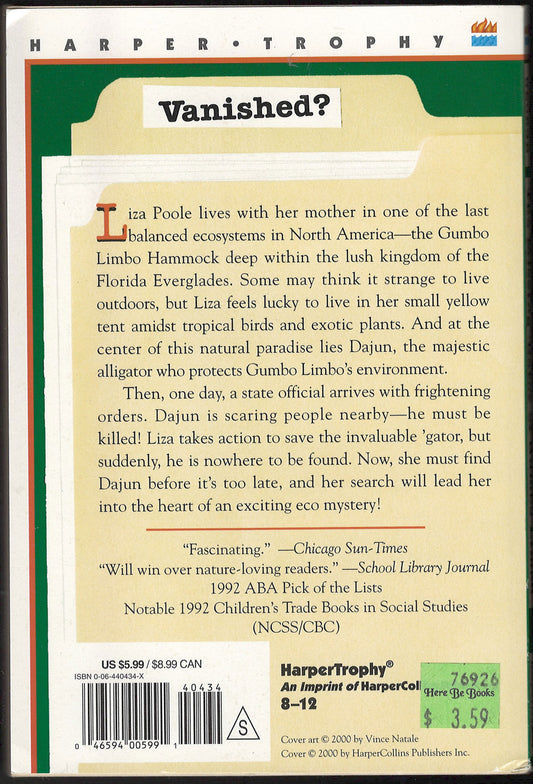 HARPER • TROPHY
Vanished?
Liza Poole lives with her mother in one of the last
balanced ecosystems in North America—the Gumbo
Limbo Hammock deep within the lush kingdom of the
Florida Everglades. Some may think it strange to live
outdoors, but Liza feels lucky to live in her small yellow
tent amidst tropical birds and exotic plants. And at the
center of this natural paradise lies Dajun, the majestic
alligator who protects Gumbo Limbo's environment.
Then, one day, a state official arrives with frightening
orders. Dajun is scaring people nearby—he must be
killed! Liza takes action to save the invaluable 'gator, but
suddenly, he is nowhere to be found. Now, she must find
Dajun before it's too late, and her search will lead her
into the heart of an exciting eco mystery!
"Fascinating." —Chicago Sun-Times
"Will win over nature-loving readers." —School Library Journal
1992 ABA Pick of the Lists
Notable 1992 Children's Trade Books in Social Studies
(NCSS/CBC)
US $5.99 / $8.99 CAN
ISBN 0-06-440434-X
40434
0 46594 00599 1
S
HarperTrophy®
An Imprint of HarperColl
8–12
76926
Here Be Books
$ 3.59
Cover art © 2000 by Vince Natale
Cover © 2000 by HarperCollins Publishers Inc.